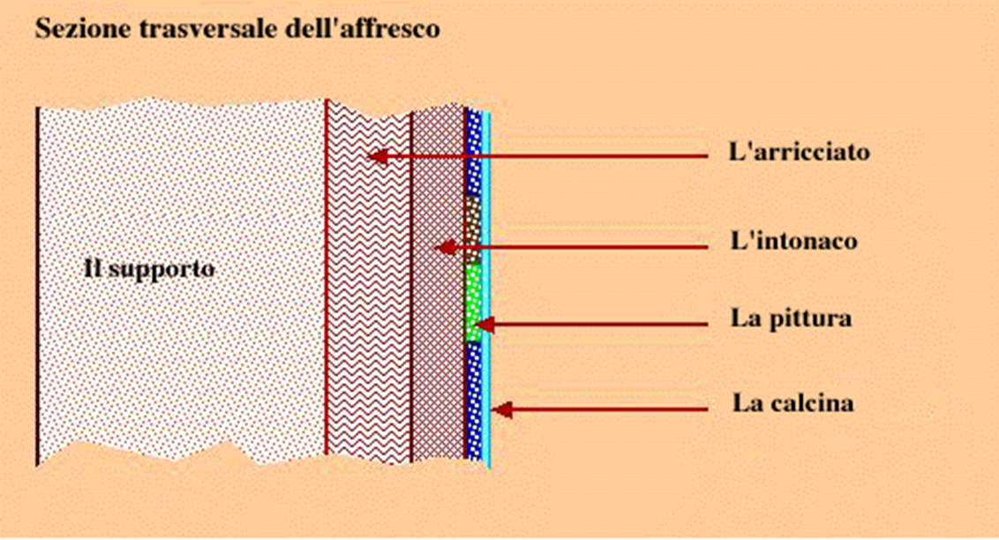 Sezione trasversale dell'affresco
L'arricciato
L'intonaco
Il supporto
La pittura
La calcina